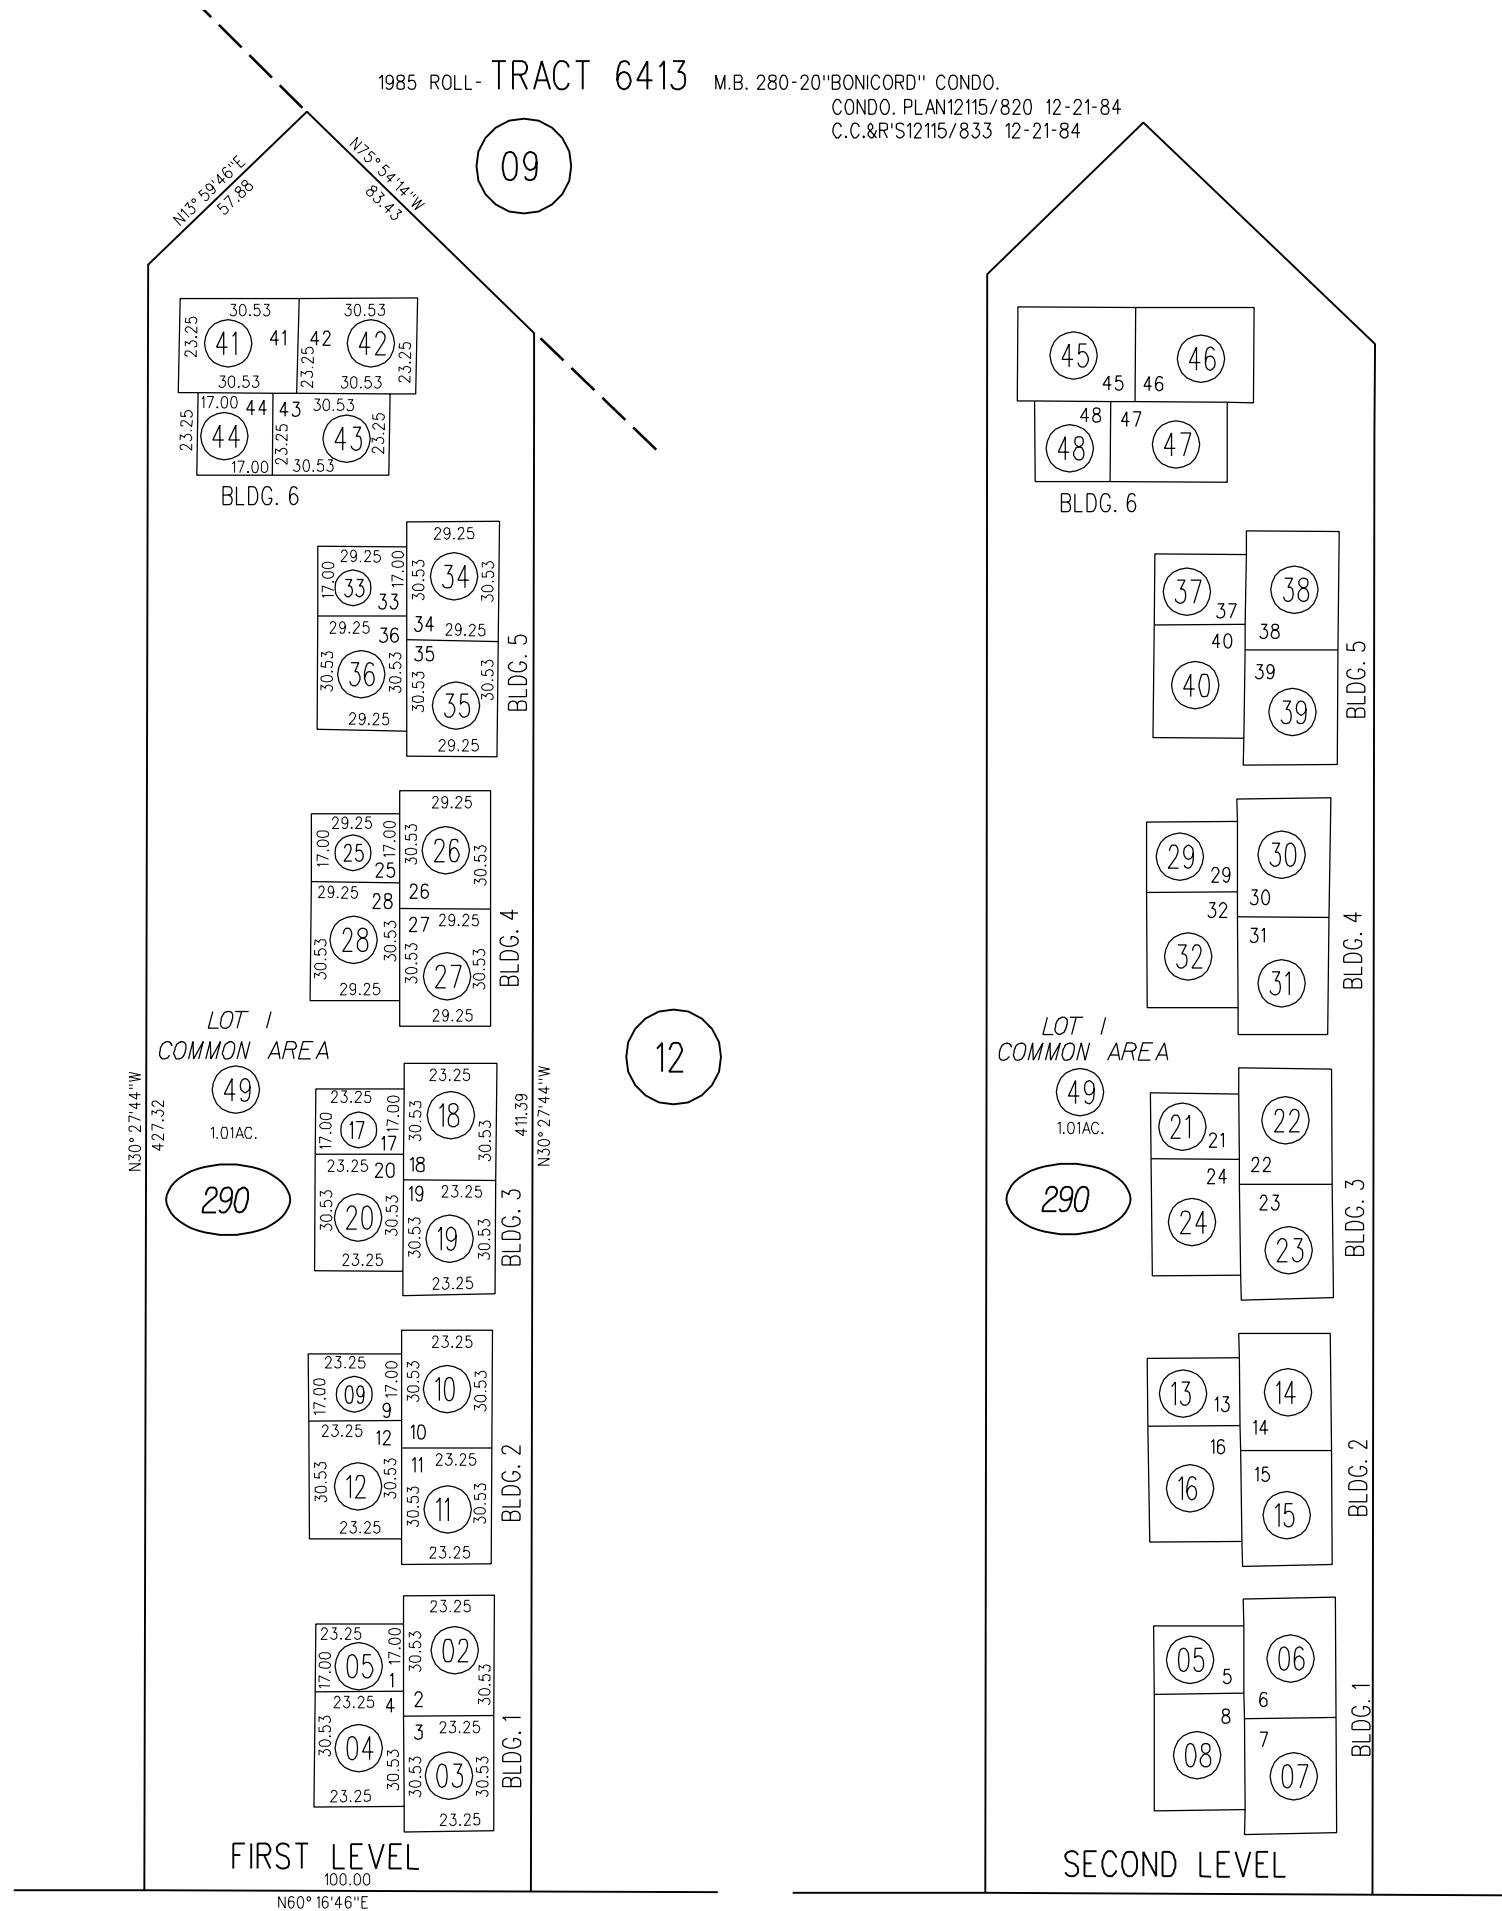 1985 ROLL- TRACT 6413 M.B. 280-20"BONICORD" CONDO.
CONDO. PLAN12115/820 12-21-84
C.C.&R'S12115/833 12-21-84
09
N13°59'46"E
57.88
N75°54'14"W
83.43
30.53 30.53
23.25 41 41 42 42 23.25
23.25
30.53 30.53
17.00 44 43 30.53
23.25 44 23.25 43 23.25
17.00 30.53
BLDG. 6
29.25
29.25
17.00 33 17.00 30.53 34 30.53
33
29.25 36 34 29.25
35
30.53 36 30.53 30.53 35 30.53
29.25
29.25
BLDG. 5
29.25
29.25
17.00 25 17.00 30.53 26 30.53
25
29.25 28 26
27 29.25
30.53 28 30.53 30.53 27 30.53
29.25
29.25
BLDG. 4
LOT 1
COMMON AREA
49
1.01AC.
290
N30°27'44"W
427.32
411.39
N30°27'44"W
12
23.25
23.25
17.00 17 17.00 30.53 18 30.53
17
23.25 20 18
19 23.25
30.53 20 30.53 30.53 19 30.53
23.25
23.25
BLDG. 3
23.25
23.25
17.00 09 17.00 30.53 10 30.53
9
23.25 12 10
11 23.25
30.53 12 30.53 30.53 11 30.53
23.25
23.25
BLDG. 2
23.25
23.25
17.00 05 17.00 30.53 02 30.53
1
23.25 4 2
3 23.25
30.53 04 30.53 30.53 03 30.53
23.25
23.25
BLDG. 1
FIRST LEVEL
100.00
N60°16'46"E
45 46
45 46
48 47
48 47
BLDG. 6
37 38
37
40 38
39
40 39
BLDG. 5
29 30
29
32 30
31
32 31
BLDG. 4
LOT 1
COMMON AREA
49
1.01AC.
290
21 21 22
24 22
23
24 23
BLDG. 3
13 13 14
14
16
15
16 15
BLDG. 2
05 5 06
6
8
7
08 07
BLDG. 1
SECOND LEVEL